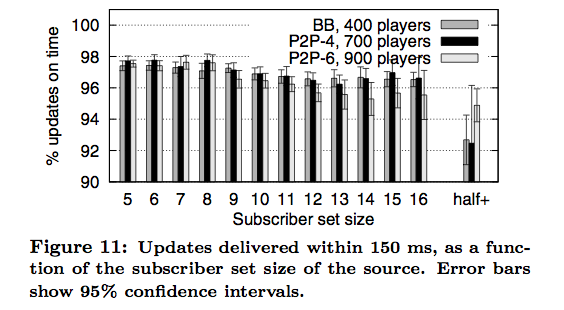 BB, 400 players
P2P-4, 700 players
P2P-6, 900 players
% updates on time
100
98
96
94
92
90
5 6 7 8 9 10 11 12 13 14 15 16 half+
Subscriber set size
Figure 11: Updates delivered within 150 ms, as a func-
tion of the subscriber set size of the source. Error bars
show 95% confidence intervals.